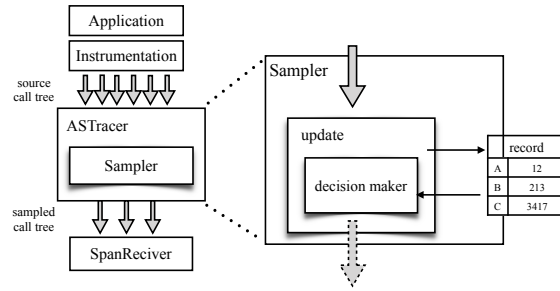 Application
Instrumentation
source
call tree
ASTracer
Sampler
sampled
call tree
SpanReciver
Sampler
update
decision maker
record
A 12
B 213
C 3417